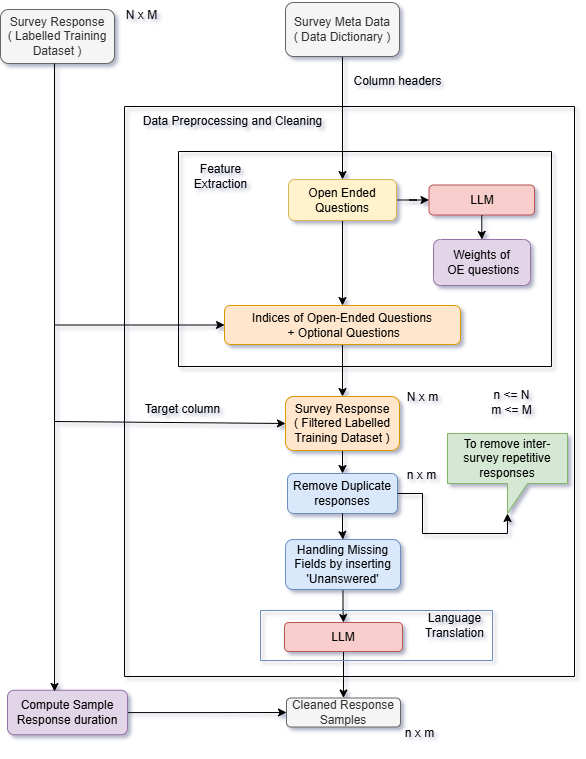 Survey Response
( Labelled Training
Dataset )
N x M
Survey Meta Data
( Data Dictionary )
Column headers
Data Preprocessing and Cleaning
Feature
Extraction
Open Ended
Questions
LLM
Weights of
OE questions
Indices of Open-Ended Questions
+ Optional Questions
Target column
Survey Response
( Filtered Labelled
Training Dataset )
N x m
n <= N
m <= M
To remove inter-
survey repetitive
responses
Remove Duplicate
responses
n x m
Handling Missing
Fields by inserting
'Unanswered'
Language
Translation
LLM
Compute Sample
Response duration
Cleaned Response
Samples
n x m